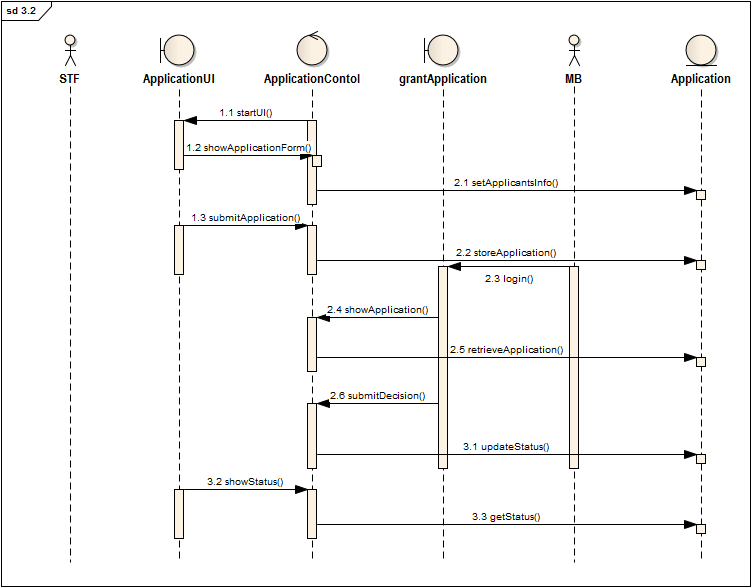 sd 3.2
STF
ApplicationUI
ApplicationContol
grantApplication
MB
Application
1.1 startUI()
1.2 showApplicationForm()
2.1 setApplicantsInfo()
1.3 submitApplication()
2.2 storeApplication()
2.3 login()
2.4 showApplication()
2.5 retrieveApplication()
2.6 submitDecision()
3.1 updateStatus()
3.2 showStatus()
3.3 getStatus()